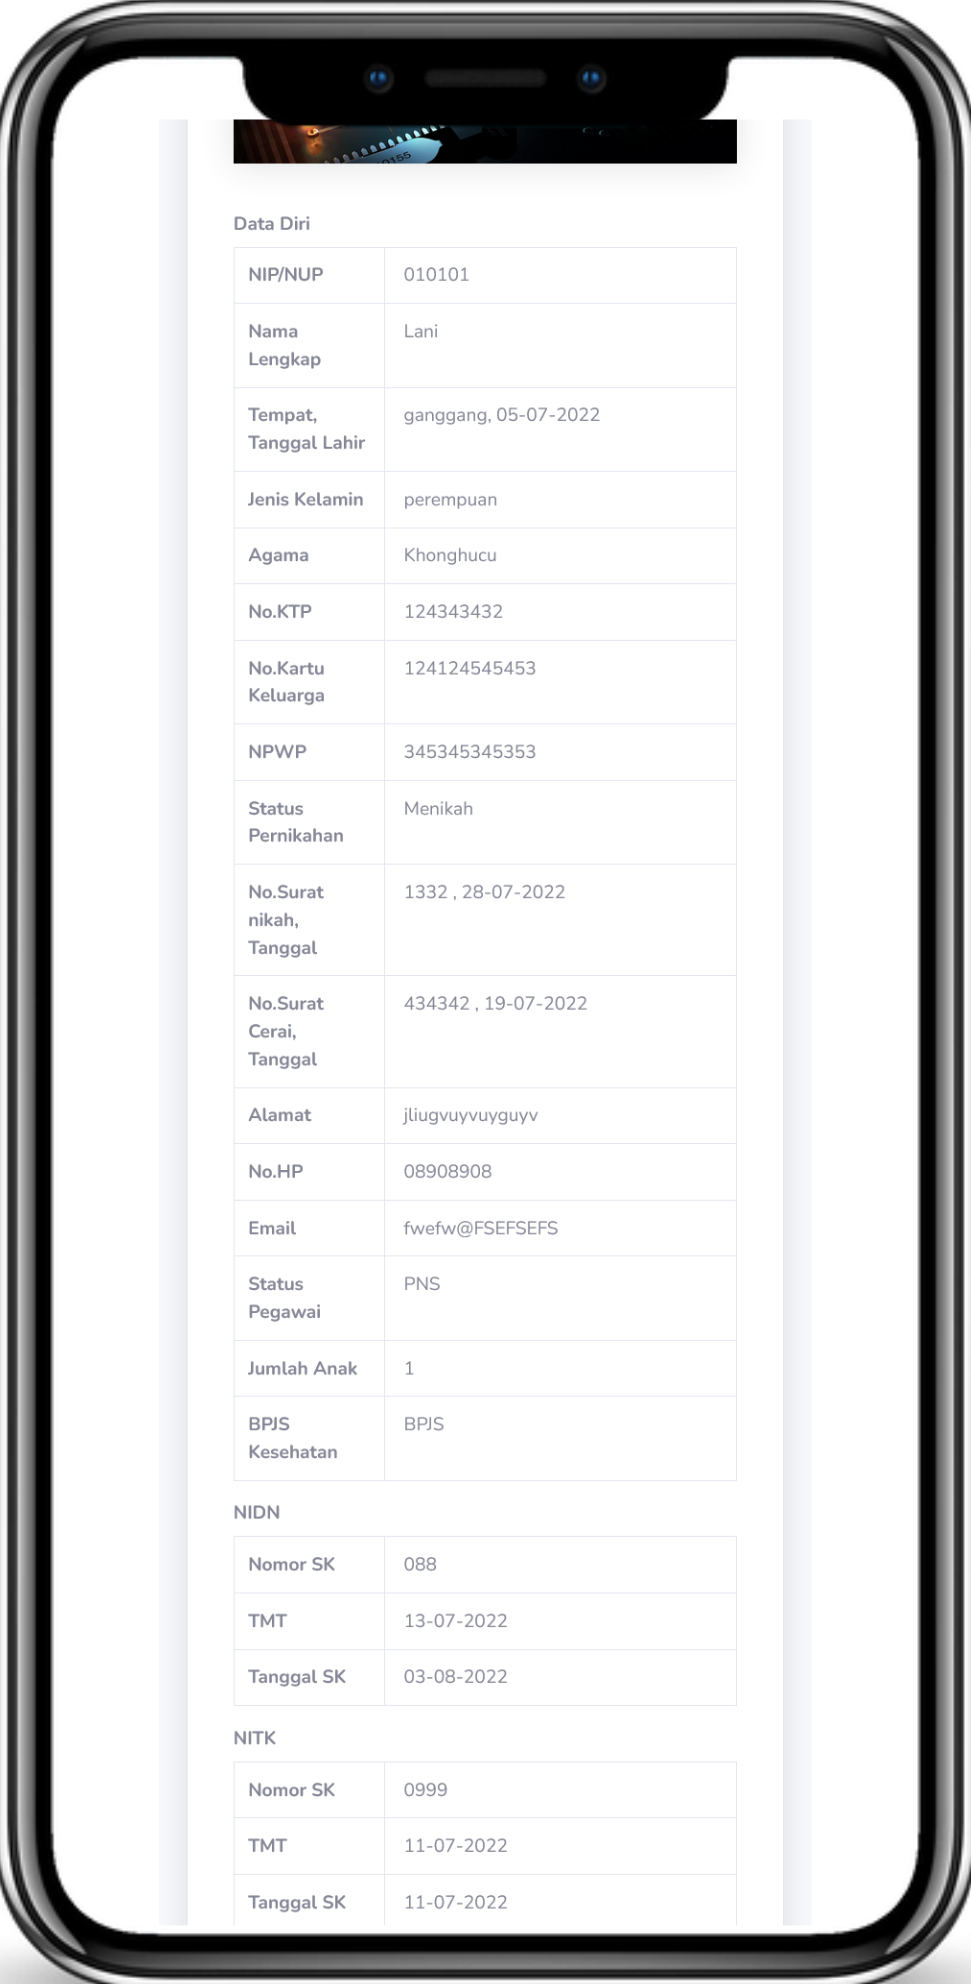 0155
Data Diri
NIP/NUP 010101
Nama Lani
Lengkap
Tempat, ganggang, 05-07-2022
Tanggal Lahir
Jenis Kelamin perempuan
Agama Khonghucu
No.KTP 124343432
No.Kartu 124124545453
Keluarga
NPWP 345345345353
Status Menikah
Pernikahan
No.Surat 1332 , 28-07-2022
nikah,
Tanggal
No.Surat 434342 , 19-07-2022
Cerai,
Tanggal
Alamat jliugvuyvuyguyv
No.HP 08908908
Email fwefw@FSEFSEFS
Status PNS
Pegawai
Jumlah Anak 1
BPJS BPJS
Kesehatan
NIDN
Nomor SK 088
TMT 13-07-2022
Tanggal SK 03-08-2022
NITK
Nomor SK 0999
TMT 11-07-2022
Tanggal SK 11-07-2022